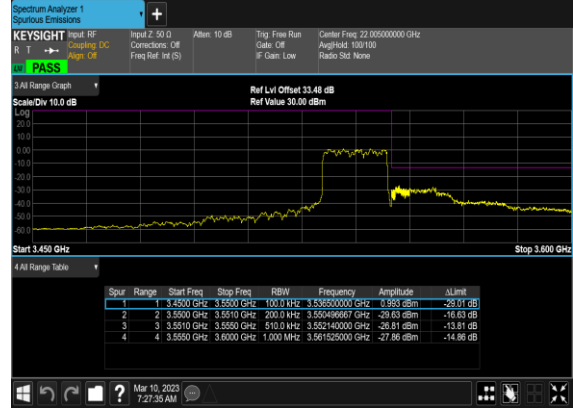 Spectrum Analyzer 1
Spurious Emissions
+
KEYSIGHT Input: RF Input Z: 50 Ω Atten: 10 dB Trig: Free Run Center Freq: 22.005000000 GHz
R T Coupling: DC Corrections: Off Gate: Off Avg|Hold: 100/100
Align: Off Freq Ref: Int (S) IF Gain: Low Radio Std: None
PASS
3 All Range Graph Ref Lvl Offset 33.48 dB
Scale/Div 10.0 dB Ref Value 30.00 dBm
Log
20.0
10.0
0.00
-10.0
-20.0
-30.0
-40.0
-50.0
-60.0
Start 3.450 GHz Stop 3.600 GHz
4 All Range Table
Spur Range Start Freq Stop Freq RBW Frequency Amplitude ΔLimit
1 1 3.4500 GHz 3.5500 GHz 100.0 kHz 3.536500000 GHz 0.993 dBm -29.01 dB
2 2 3.5500 GHz 3.5510 GHz 200.0 kHz 3.550496667 GHz -29.63 dBm -16.63 dB
3 3 3.5510 GHz 3.5550 GHz 510.0 kHz 3.552140000 GHz -26.81 dBm -13.81 dB
4 4 3.5550 GHz 3.6000 GHz 1.000 MHz 3.561525000 GHz -27.86 dBm -14.86 dB
? Mar 10, 2023
7:27:35 AM